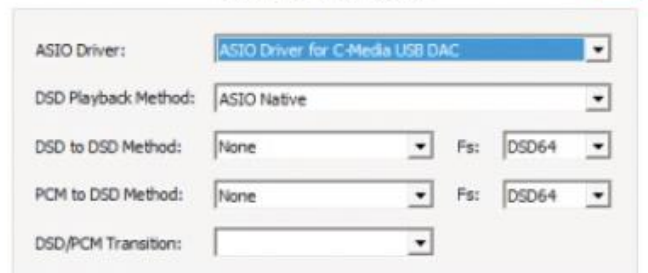 ASIO Driver: ASIO Driver for C-Media USB DAC
DSD Playback Method: ASIO Native
DSD to DSD Method: None Fs: DSD64
PCM to DSD Method: None Fs: DSD64
DSD/PCM Transition: